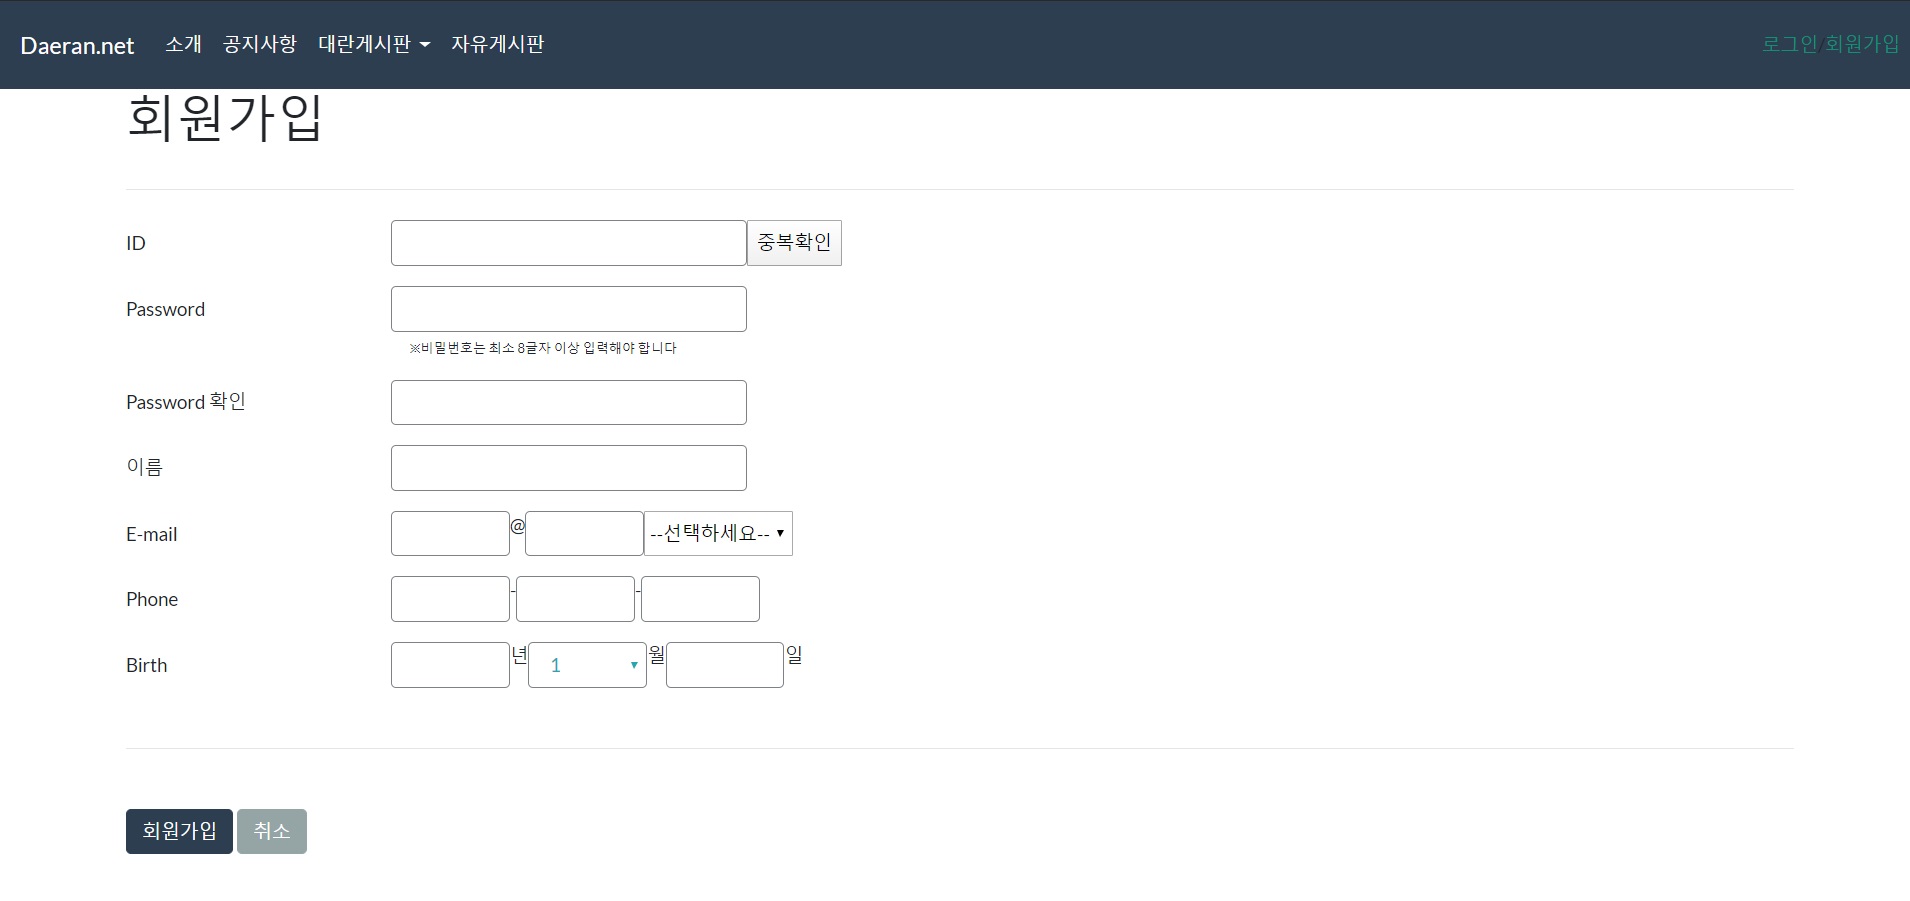 Daeran.net 소개 공지사항 대란게시판 자유게시판 로그인/회원가입
회원가입
ID 중복확인
Password
※비밀번호는 최소 8글자 이상 입력해야 합니다
Password 확인
이름
E-mail @ --선택하세요--
Phone - -
Birth 년 1 월 일
회원가입 취소